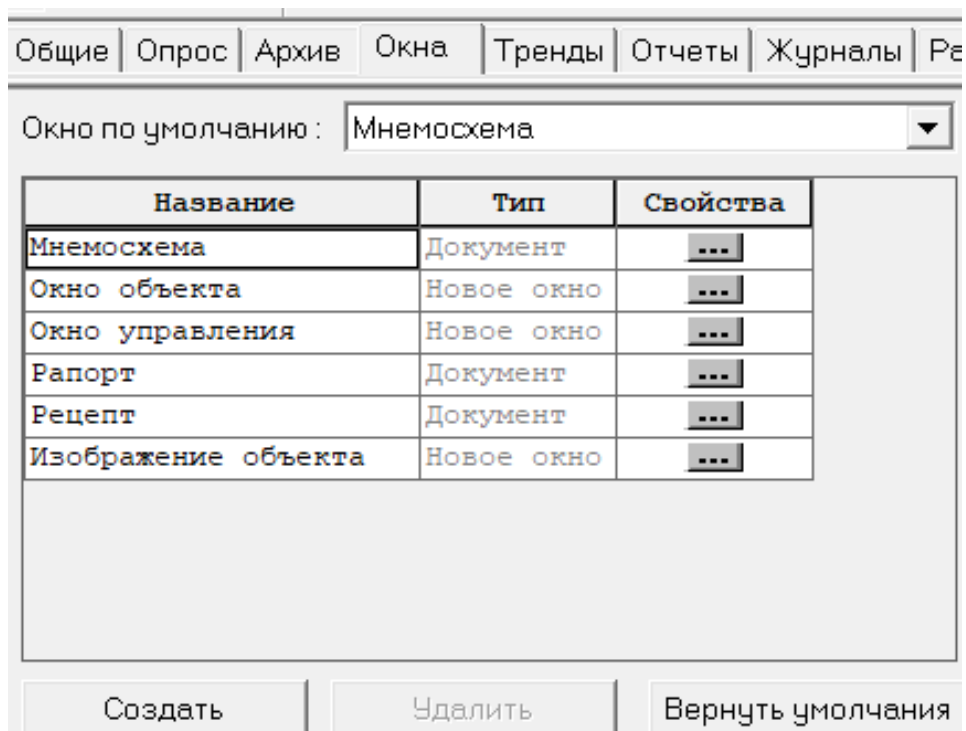 Общие Опрос Архив Окна Тренды Отчеты Журналы Ра
Окно по умолчанию : Мнемосхема
Название Тип Свойства
Мнемосхема Документ ...
Окно объекта Новое окно ...
Окно управления Новое окно ...
Рапорт Документ ...
Рецепт Документ ...
Изображение объекта Новое окно ...
Создать Удалить Вернуть умолчания